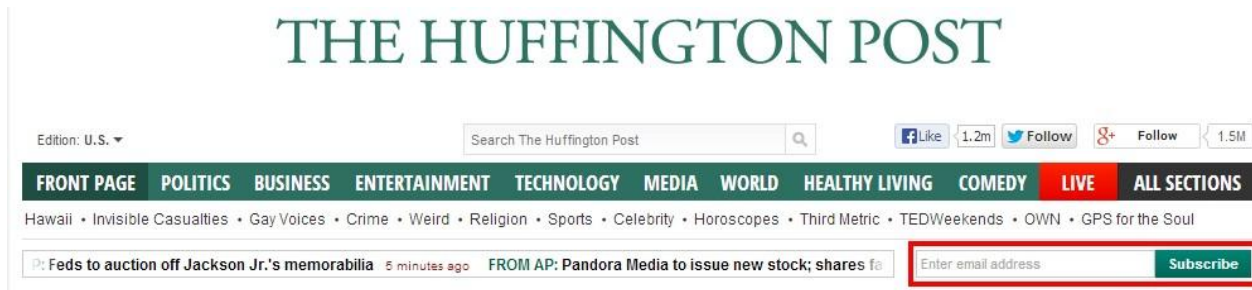 THE HUFFINGTON POST
Edition: U.S. Search The Huffington Post Like 1.2m Follow 8+ Follow 1.5M
FRONT PAGE POLITICS BUSINESS ENTERTAINMENT TECHNOLOGY MEDIA WORLD HEALTHY LIVING COMEDY LIVE ALL SECTIONS
Hawaii • Invisible Casualties • Gay Voices • Crime • Weird • Religion • Sports • Celebrity • Horoscopes • Third Metric • TEDWeekends • OWN • GPS for the Soul
P: Feds to auction off Jackson Jr.'s memorabilia 5 minutes ago FROM AP: Pandora Media to issue new stock; shares fa Enter email address Subscribe